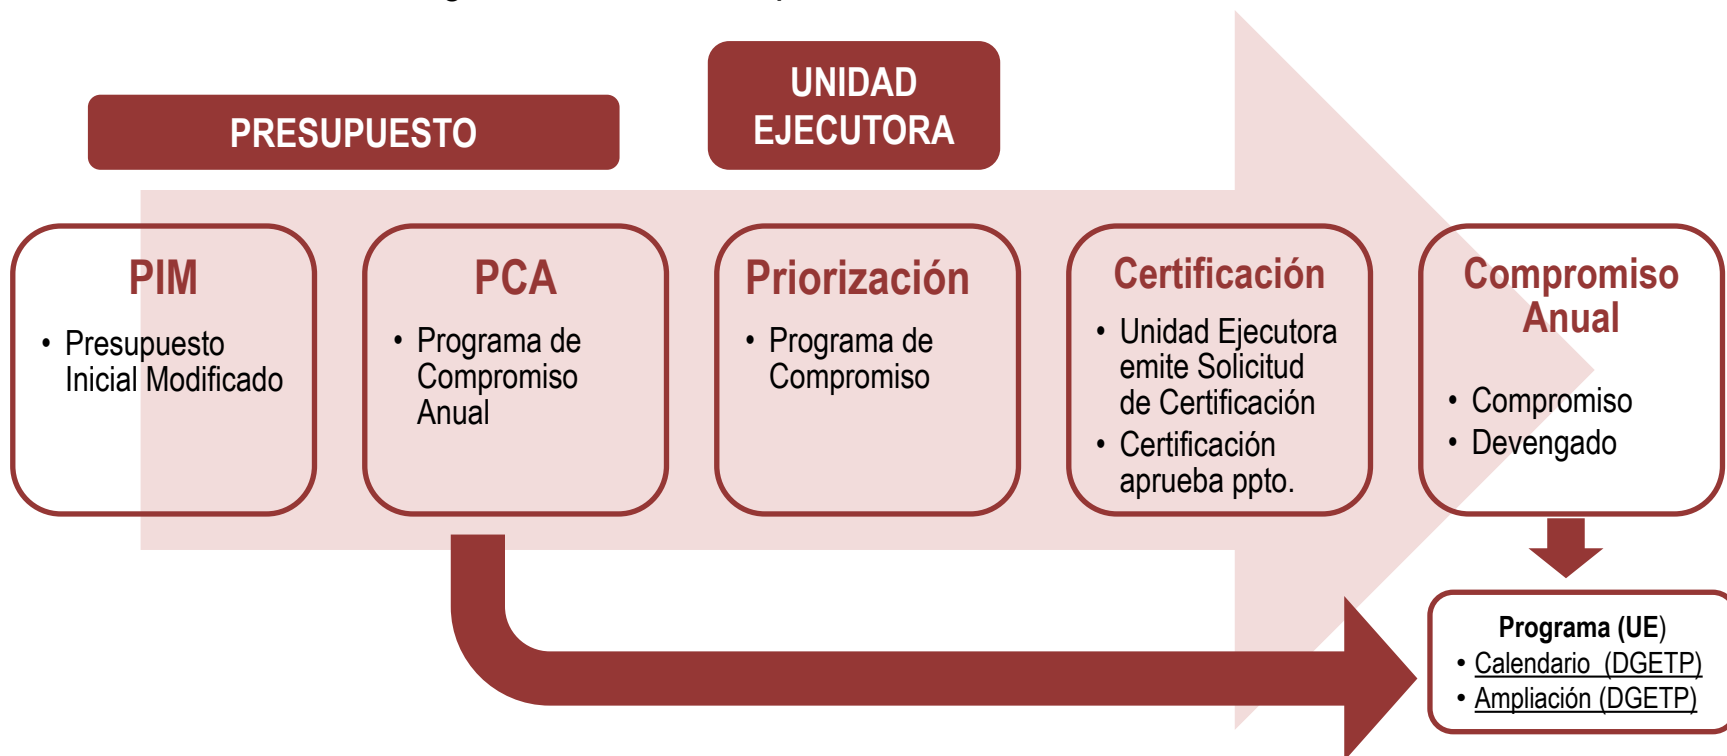 PRESUPUESTO
UNIDAD
EJECUTORA
PIM
• Presupuesto
Inicial Modificado
PCA
• Programa de
Compromiso
Anual
Priorización
• Programa de
Compromiso
Certificación
• Unidad Ejecutora
emite Solicitud
de Certificación
• Certificación
aprueba ppto.
Compromiso
Anual
• Compromiso
• Devengado
Programa (UE)
• Calendario (DGETP)
• Ampliación (DGETP)